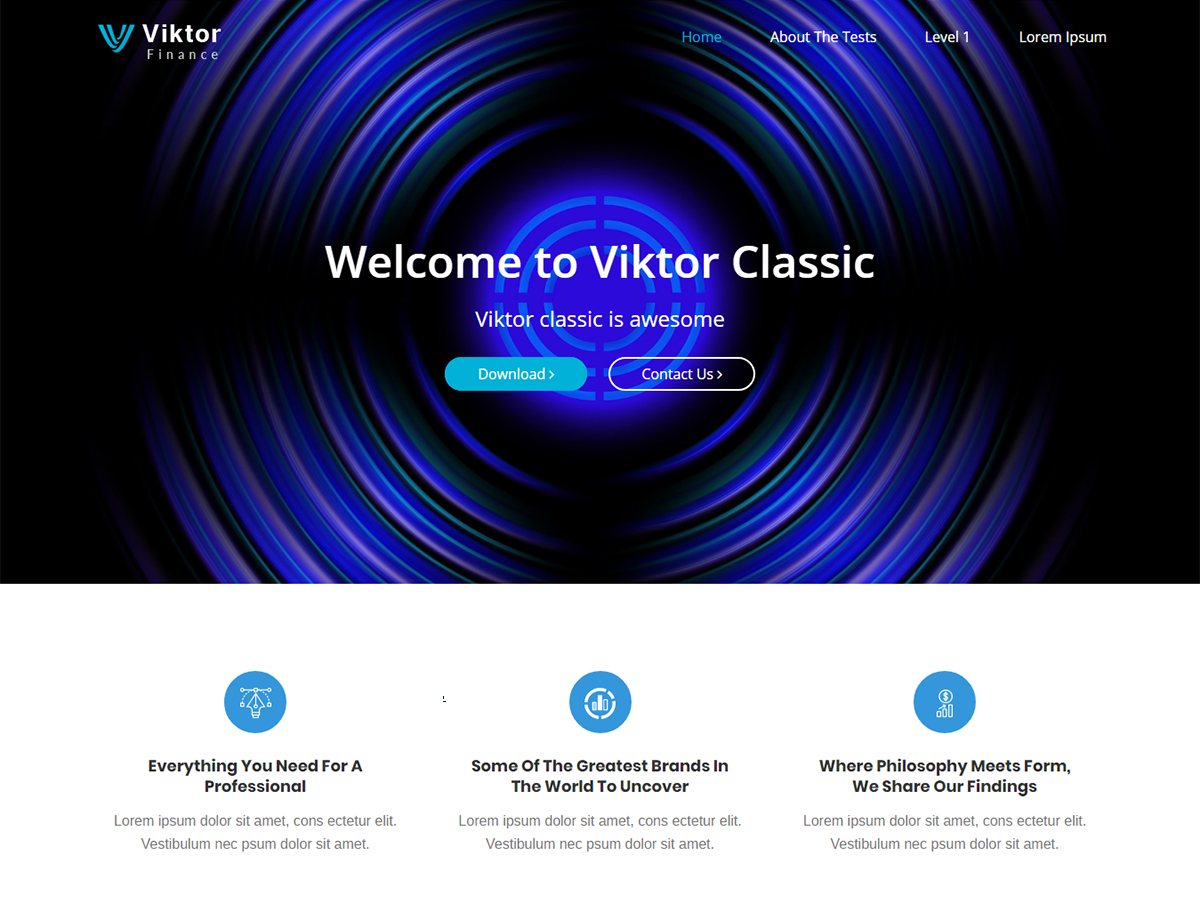 Viktor
Finance
Home About The Tests Level 1 Lorem Ipsum
Welcome to Viktor Classic
Viktor classic is awesome
Download > Contact Us >
Everything You Need For A
Professional
Lorem ipsum dolor sit amet, cons ectetur elit.
Vestibulum nec psum dolor sit amet.
Some Of The Greatest Brands In
The World To Uncover
Lorem ipsum dolor sit amet, cons ectetur elit.
Vestibulum nec psum dolor sit amet.
$
Where Philosophy Meets Form,
We Share Our Findings
Lorem ipsum dolor sit amet, cons ectetur elit.
Vestibulum nec psum dolor sit amet.